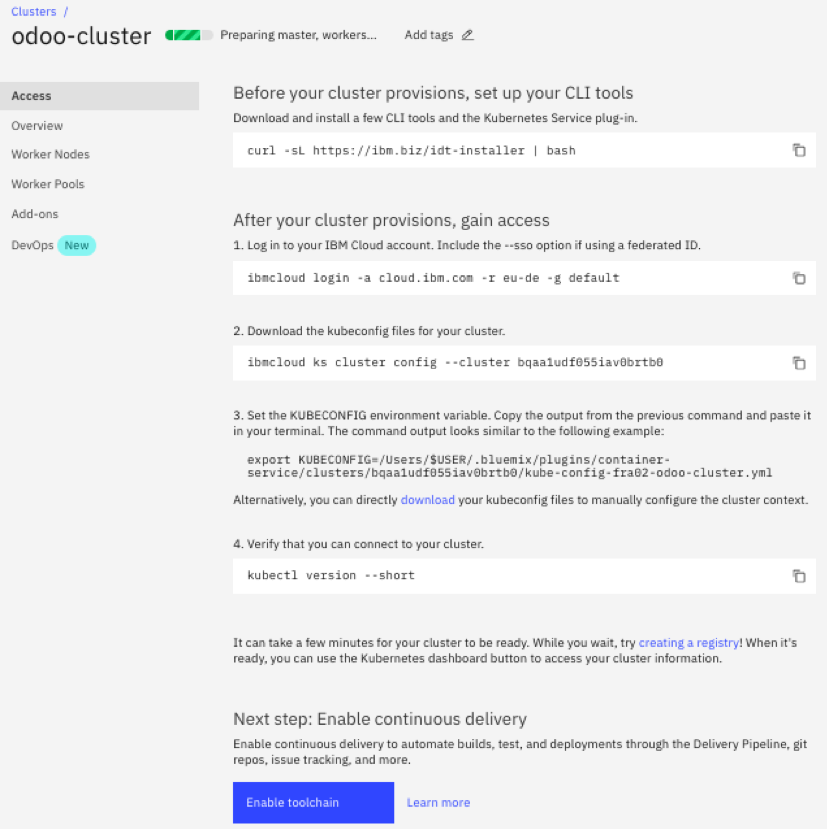 Clusters /
odoo-cluster Preparing master, workers... Add tags
Access
Overview
Worker Nodes
Worker Pools
Add-ons
DevOps New
Before your cluster provisions, set up your CLI tools
Download and install a few CLI tools and the Kubernetes Service plug-in.
curl -sL https://ibm.biz/idt-installer | bash
After your cluster provisions, gain access
1. Log in to your IBM Cloud account. Include the --sso option if using a federated ID.
ibmcloud login -a cloud.ibm.com -r eu-de -g default
2. Download the kubeconfig files for your cluster.
ibmcloud ks cluster config --cluster bqaa1udf055iav0brtb0
3. Set the KUBECONFIG environment variable. Copy the output from the previous command and paste it
in your terminal. The command output looks similar to the following example:
export KUBECONFIG=/Users/$USER/.bluemix/plugins/container-
service/clusters/bqaa1udf055iav0brtb0/kube-config-fra02-odoo-cluster.yml
Alternatively, you can directly download your kubeconfig files to manually configure the cluster context.
4. Verify that you can connect to your cluster.
kubectl version --short
It can take a few minutes for your cluster to be ready. While you wait, try creating a registry! When it's
ready, you can use the Kubernetes dashboard button to access your cluster information.
Next step: Enable continuous delivery
Enable continuous delivery to automate builds, test, and deployments through the Delivery Pipeline, git
repos, issue tracking, and more.
Enable toolchain Learn more